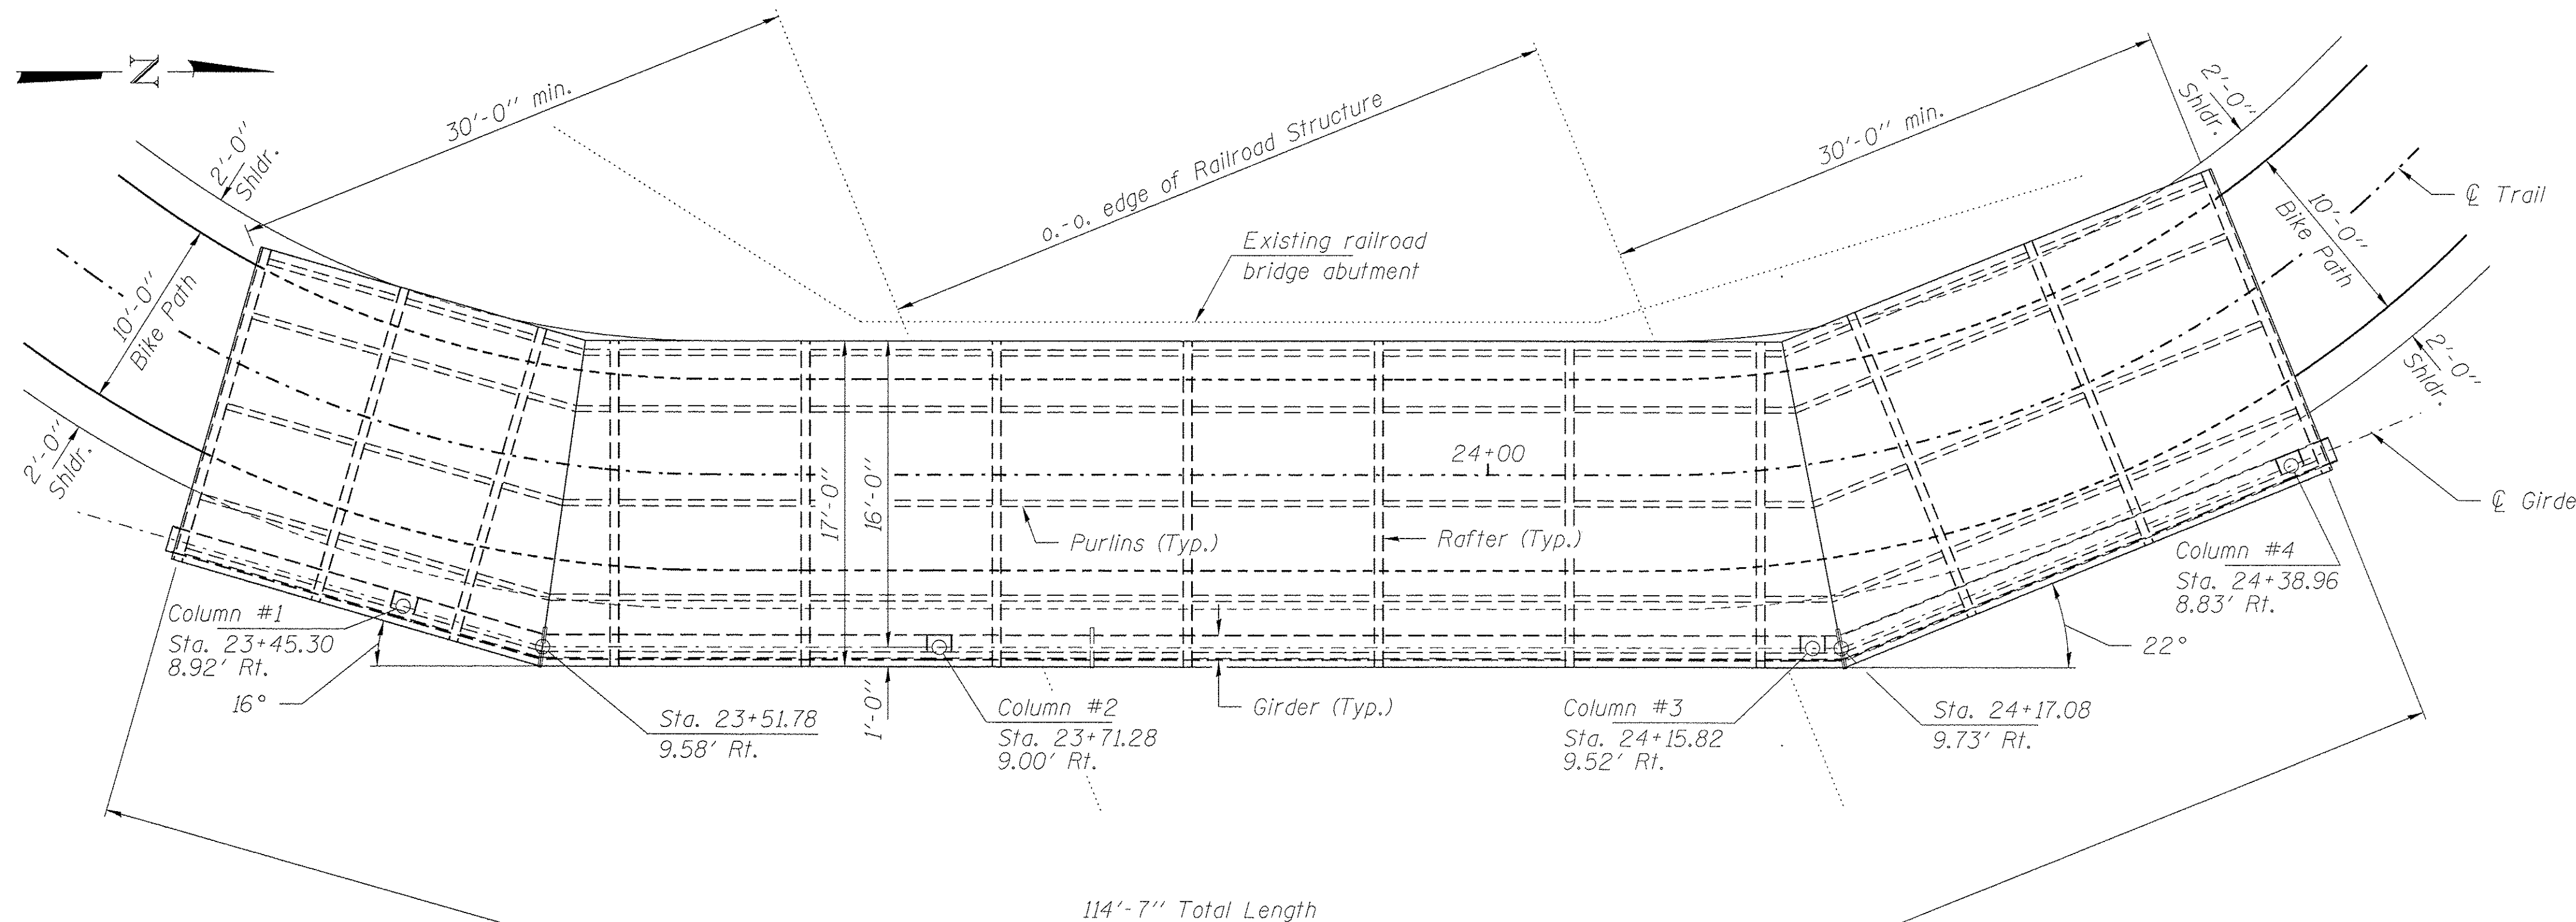 N
30'-0" min.
2'-0"
Shldr.
10'-0"
Bike Path
2'-0"
Shldr.
o.-o. edge of Railroad Structure
Existing railroad
bridge abutment
30'-0" min.
2'-0"
Shldr.
℄ Trail
10'-0"
Bike Path
2'-0"
Shldr.
℄ Girde
17'-0"
16'-0"
1'-0"
24+00
Purlins (Typ.)
Rafter (Typ.)
Girder (Typ.)
Column #1
Sta. 23+45.30
8.92' Rt.
16°
Sta. 23+51.78
9.58' Rt.
Column #2
Sta. 23+71.28
9.00' Rt.
Column #3
Sta. 24+15.82
9.52' Rt.
Sta. 24+17.08
9.73' Rt.
Column #4
Sta. 24+38.96
8.83' Rt.
22°
114'-7" Total Length